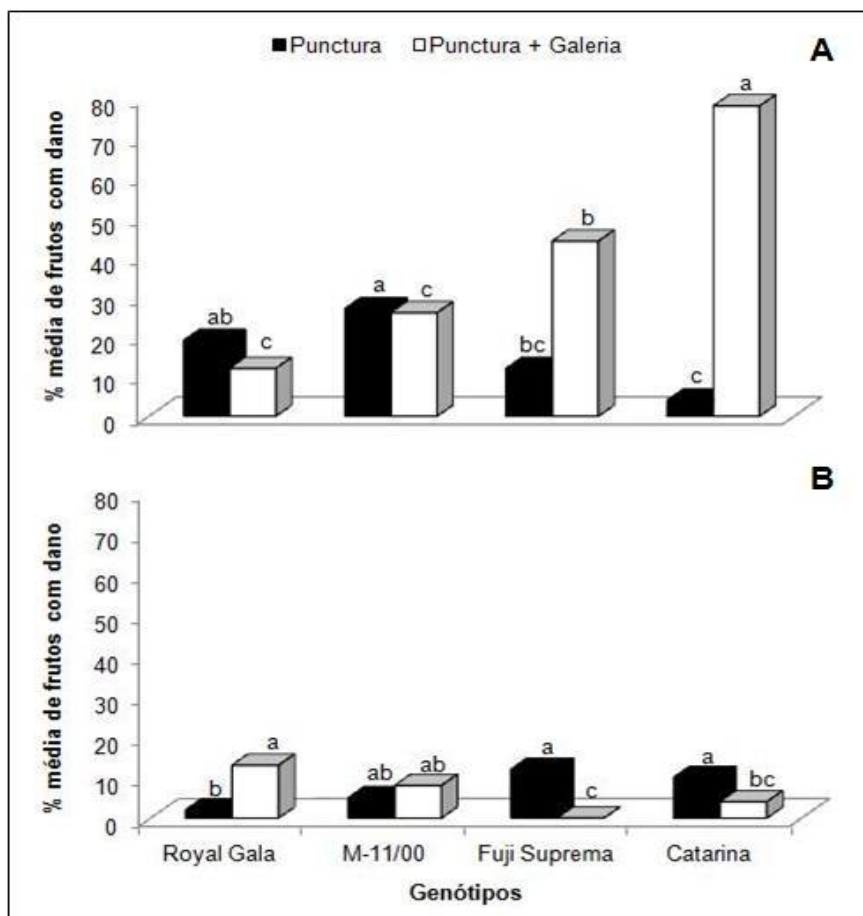 Punctura Punctura + Galeria
A
% média de frutos com dano
80
70
60
50
40
30
20
10
0
ab
c
a
c
bc
b
c
a
B
% média de frutos com dano
80
70
60
50
40
30
20
10
0
b
a
ab
ab
a
c
a
bc
Royal Gala M-11/00 Fuji Suprema Catarina
Genótipos